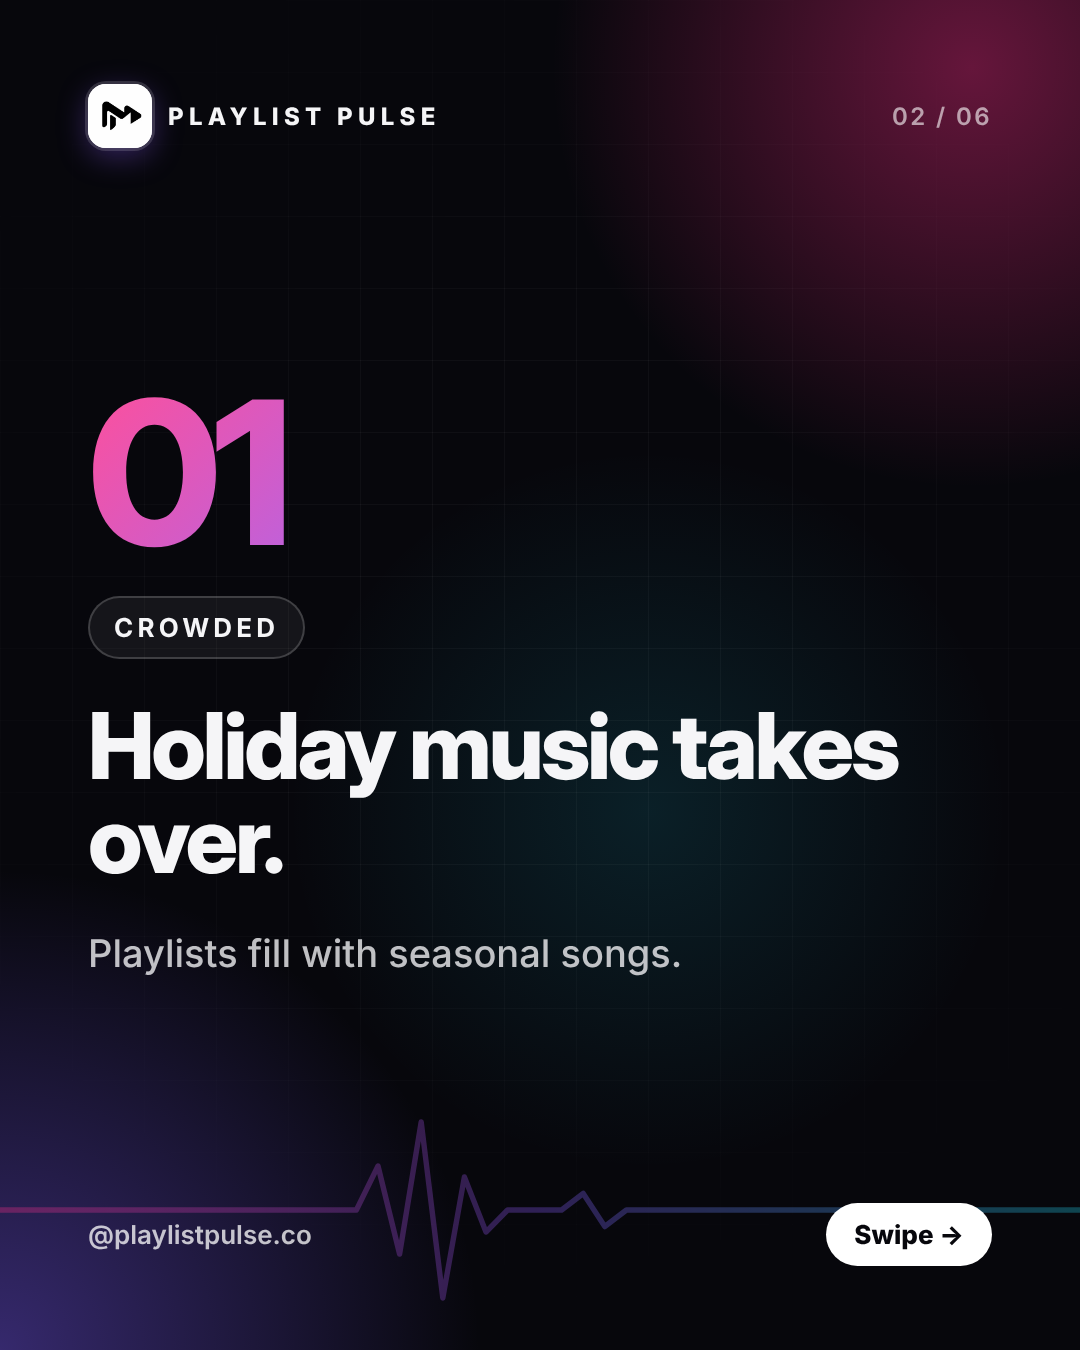 PLAYLIST PULSE
02 / 06
01
CROWDED
Holiday music takes
over.
Playlists fill with seasonal songs.
@playlistpulse.co
Swipe →